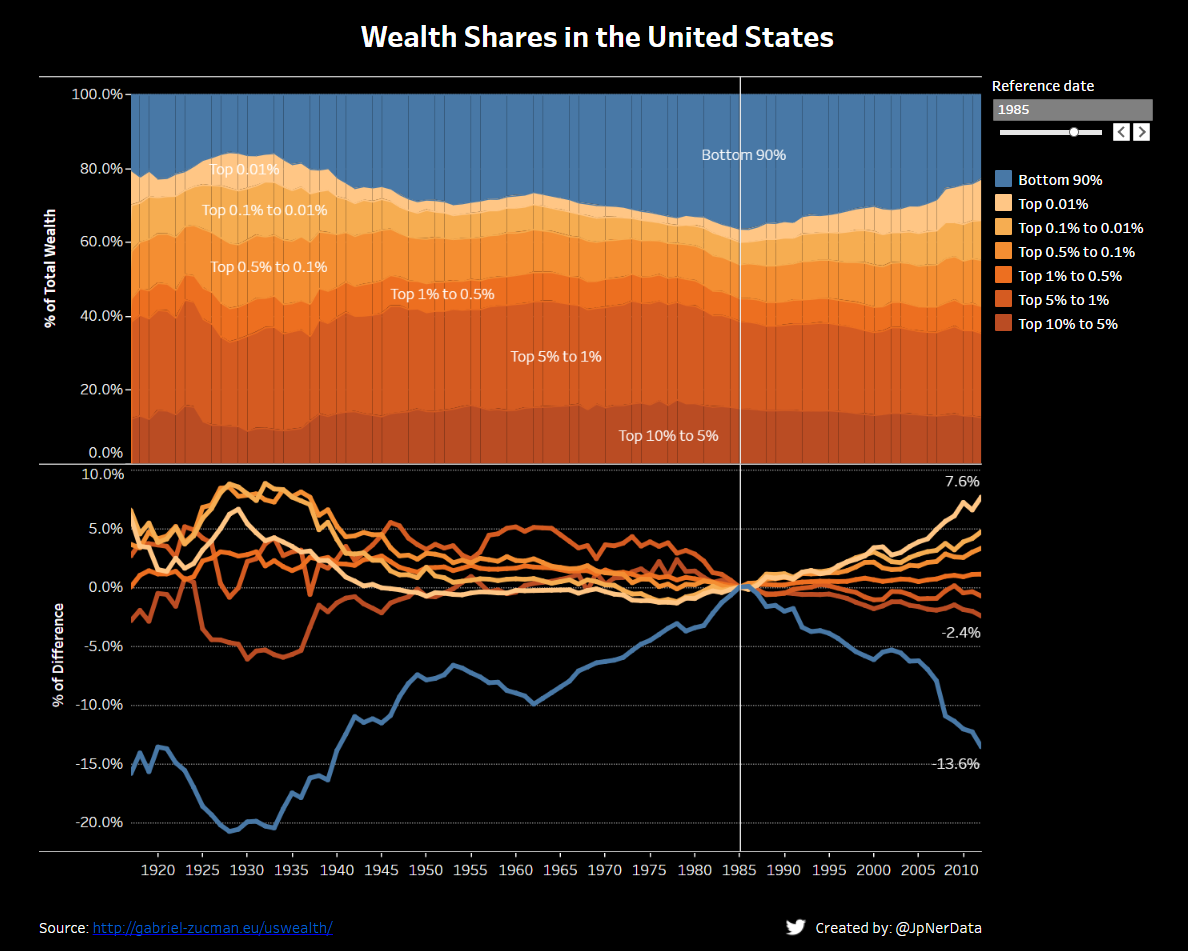 Wealth Shares in the United States
Reference date
1985
100.0%
80.0%
60.0%
40.0%
20.0%
0.0%
% of Total Wealth
Bottom 90%
Top 0.01%
Top 0.1% to 0.01%
Top 0.5% to 0.1%
Top 1% to 0.5%
Top 5% to 1%
Top 10% to 5%
Bottom 90%
Top 0.01%
Top 0.1% to 0.01%
Top 0.5% to 0.1%
Top 1% to 0.5%
Top 5% to 1%
Top 10% to 5%
10.0%
5.0%
0.0%
-5.0%
-10.0%
-15.0%
-20.0%
% of Difference
7.6%
-2.4%
-13.6%
1920 1925 1930 1935 1940 1945 1950 1955 1960 1965 1970 1975 1980 1985 1990 1995 2000 2005 2010
Source: http://gabriel-zucman.eu/uswealth/
Created by: @JpNerData